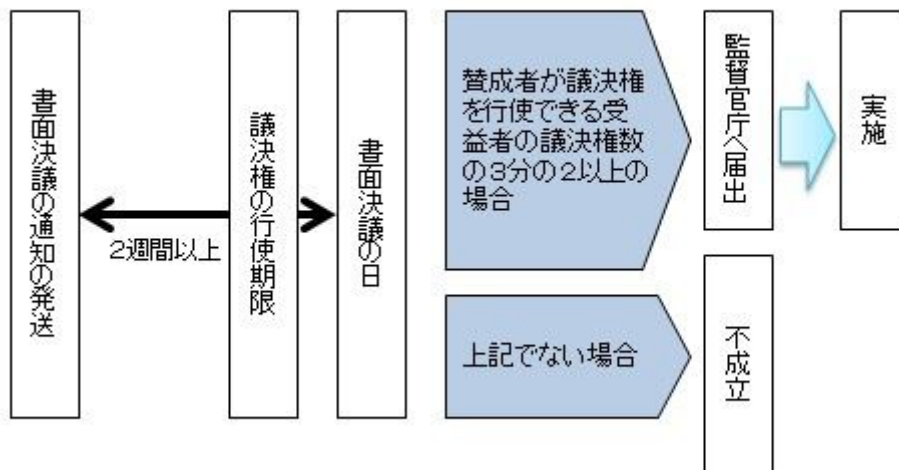 書面決議の通知の発送
2週間以上
議決権の行使期限
書面決議の日
賛成者が議決権
を行使できる受
益者の議決権数
の3分の2以上の
場合
監督官庁へ届出
実施
上記でない場合
不成立